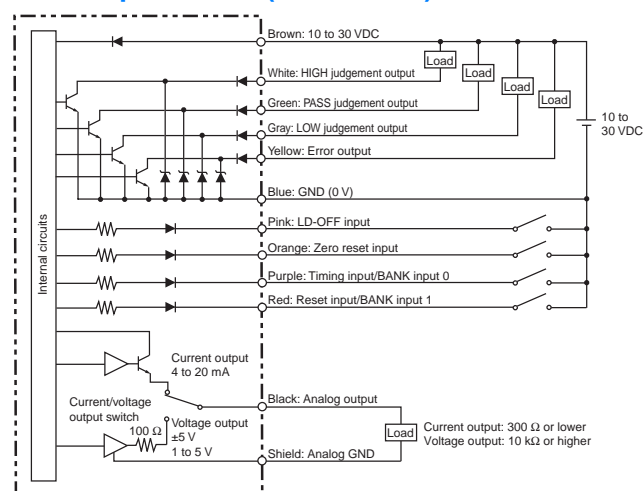 Brown: 10 to 30 VDC
Load
White: HIGH judgement output
Load
Load
Green: PASS judgement output
Load
Gray: LOW judgement output
10 to
30 VDC
Yellow: Error output
Blue: GND (0 V)
Internal circuits
Pink: LD-OFF input
Orange: Zero reset input
Purple: Timing input/BANK input 0
Red: Reset input/BANK input 1
Current output
4 to 20 mA
Current/voltage
output switch
Black: Analog output
100 Ω
Voltage output
±5 V
1 to 5 V
Load
Current output: 300 Ω or lower
Voltage output: 10 kΩ or higher
Shield: Analog GND